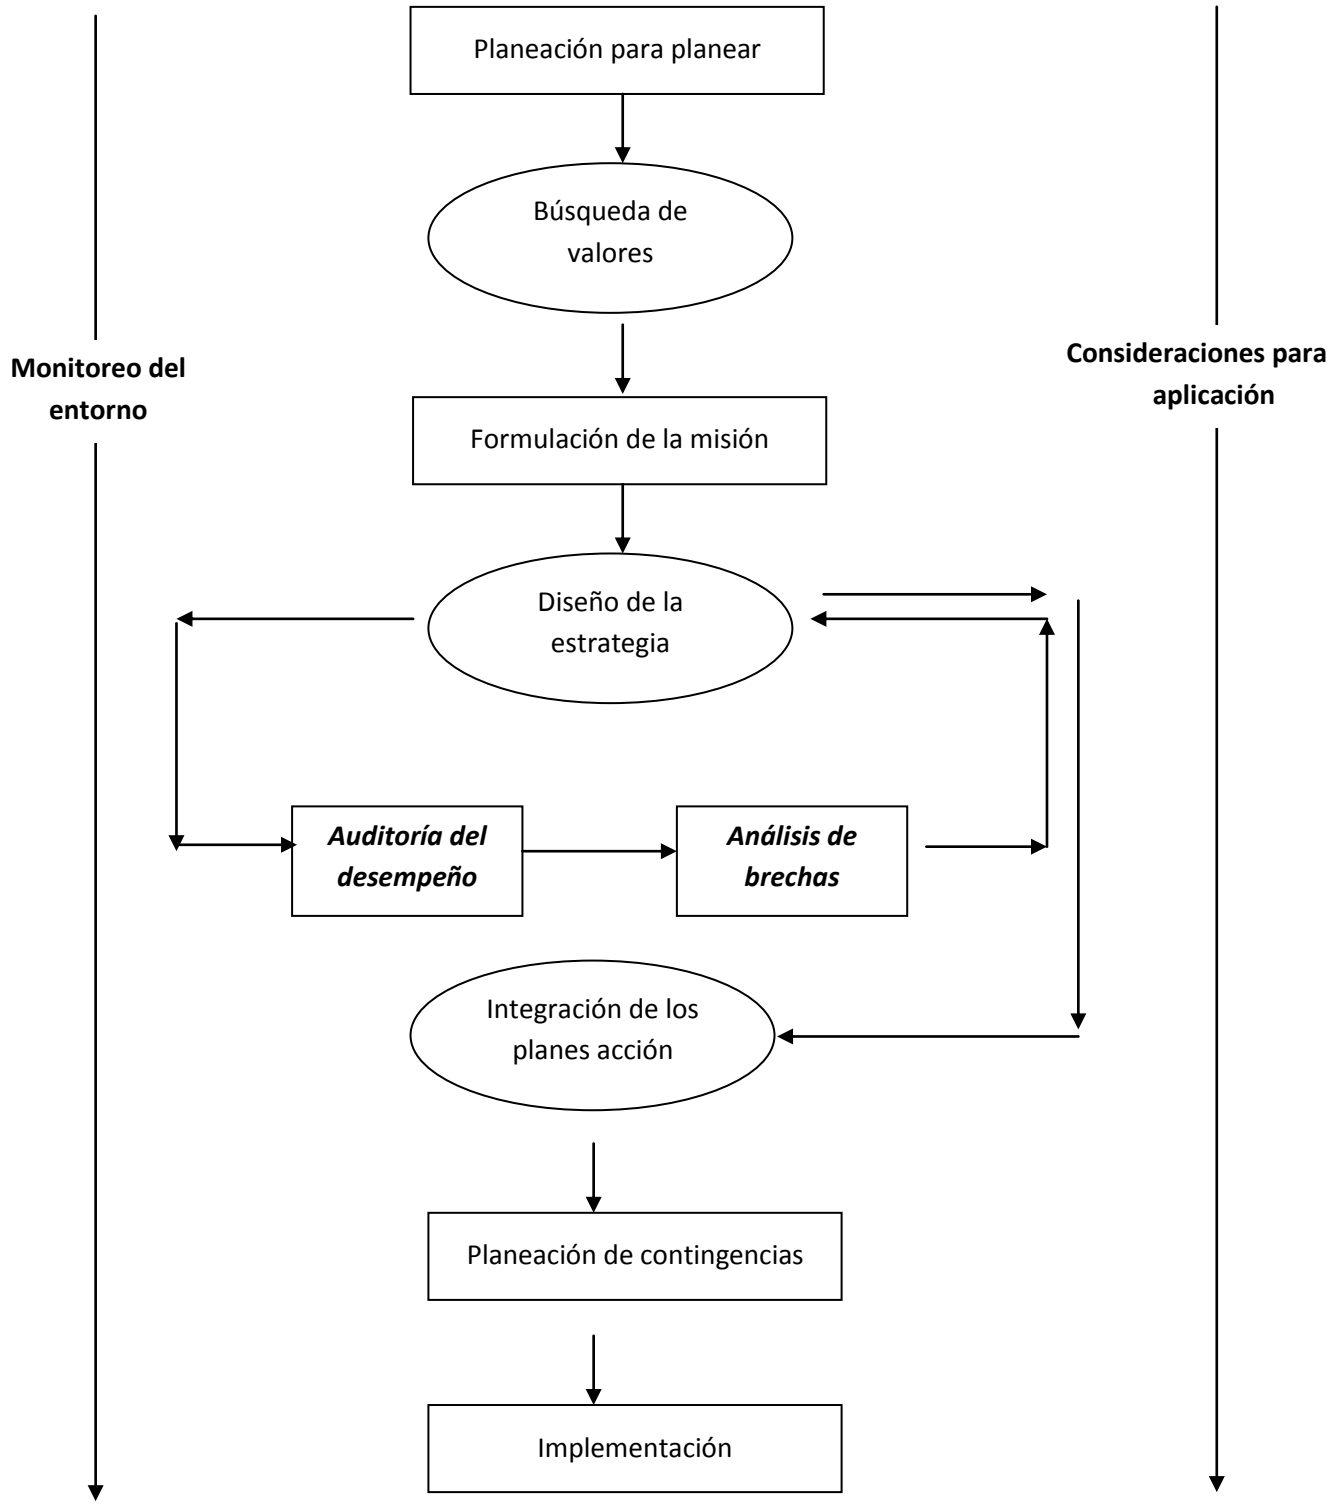 Planeación para planear
Búsqueda de
valores
Monitoreo del
entorno
Consideraciones para
aplicación
Formulación de la misión
Diseño de la
estrategia
Auditoría del
desempeño
Análisis de
brechas
Integración de los
planes acción
Planeación de contingencias
Implementación